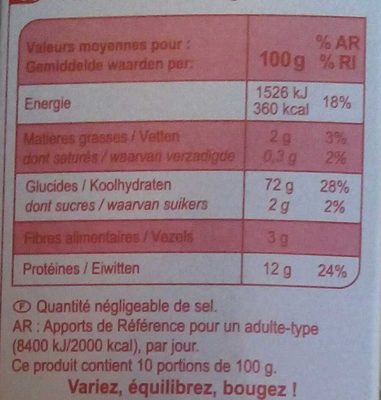 Valeurs moyennes pour :
Gemiddelde waarden per: 100g % AR % RI
Energie 1526 kJ 360 kcal 18%
Matières grasses / Vetten 2 g 3%
dont saturés / waarvan verzadigde 0,3 g 2%
Glucides / Koolhydraten 72 g 28%
dont sucres / waarvan suikers 2 g 2%
Fibres alimentaires / Vezels 3 g
Protéines / Eiwitten 12 g 24%
F Quantité négligeable de sel.
AR : Apports de Référence pour un adulte-type
(8400 kJ/2000 kcal), par jour.
Ce produit contient 10 portions de 100 g.
Variez, équilibrez, bougez !